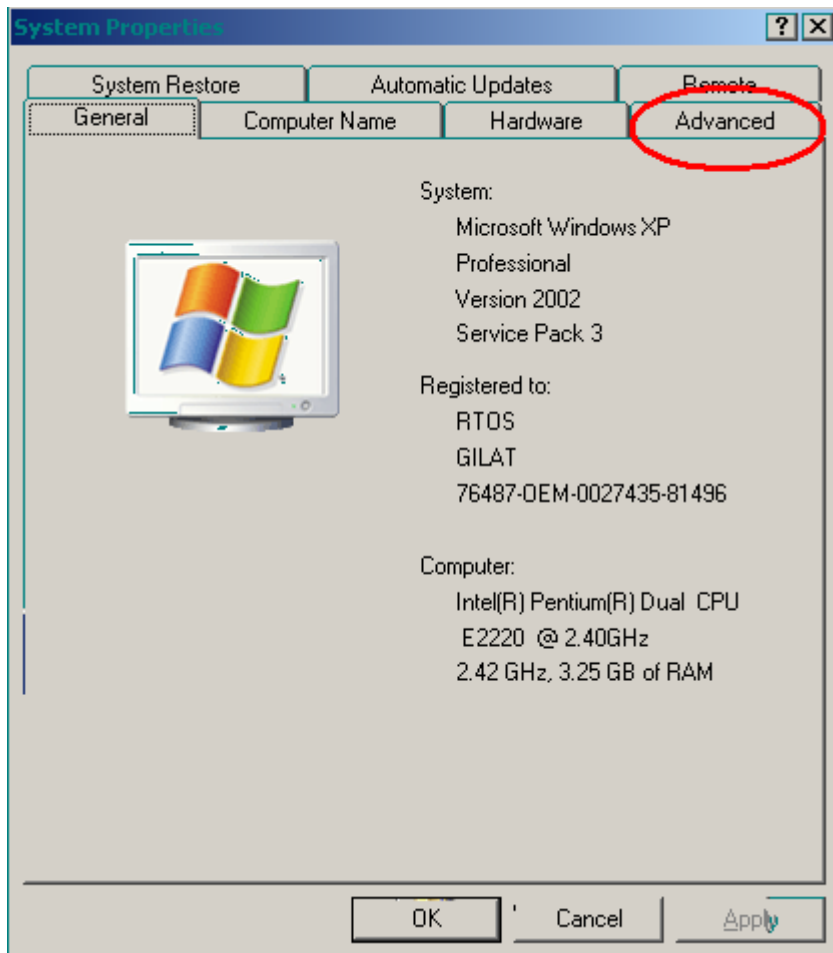 System Properties
System Restore Automatic Updates Remote
General Computer Name Hardware Advanced
System:
Microsoft Windows XP
Professional
Version 2002
Service Pack 3
Registered to:
RTOS
GILAT
76487-OEM-0027435-81496
Computer:
Intel(R) Pentium(R) Dual CPU
E2220 @ 2.40GHz
2.42 GHz, 3.25 GB of RAM
OK Cancel Apply